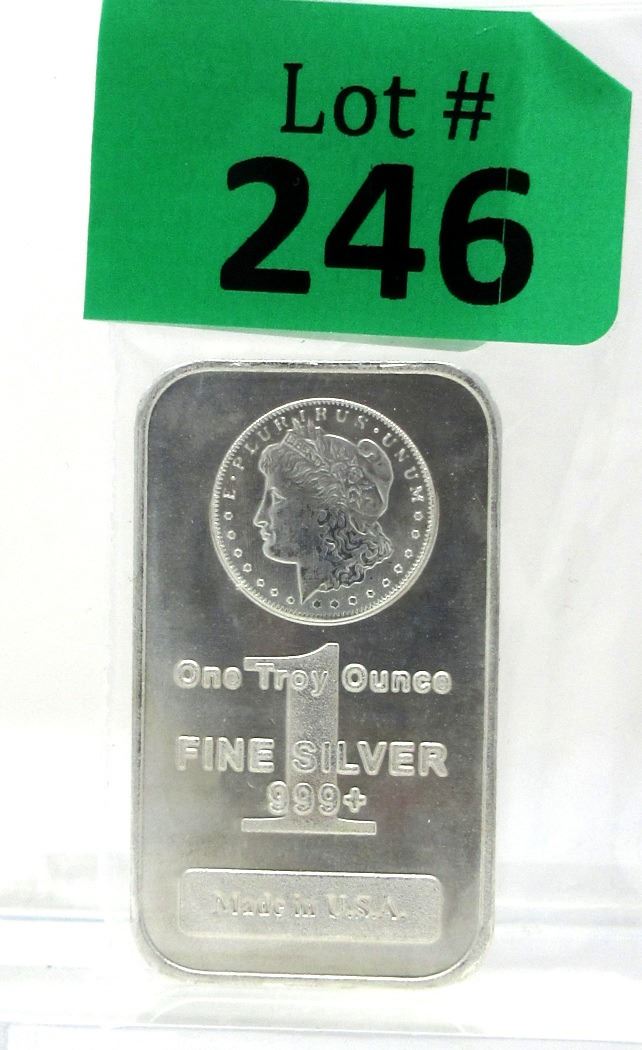 Lot #
246
E · PLURIBUS · UNUM
1
One Troy Ounce
FINE SILVER
999+
Made in U.S.A.